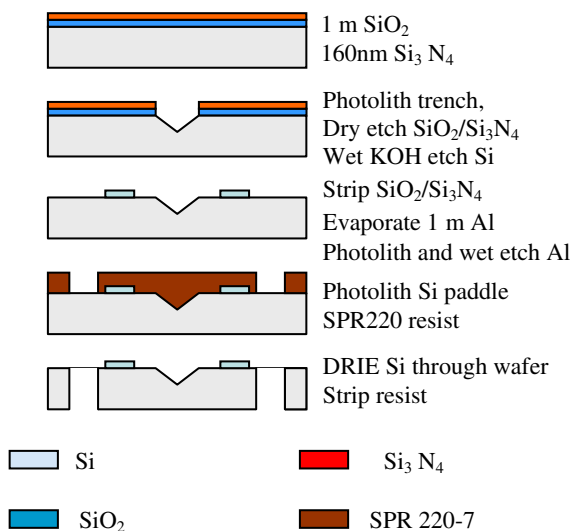 1 m SiO2
160nm Si3 N4
Photolith trench,
Dry etch SiO2/Si3N4
Wet KOH etch Si
Strip SiO2/Si3N4
Evaporate 1 m Al
Photolith and wet etch Al
Photolith Si paddle
SPR220 resist
DRIE Si through wafer
Strip resist
Si
Si3 N4
SiO2
SPR 220-7